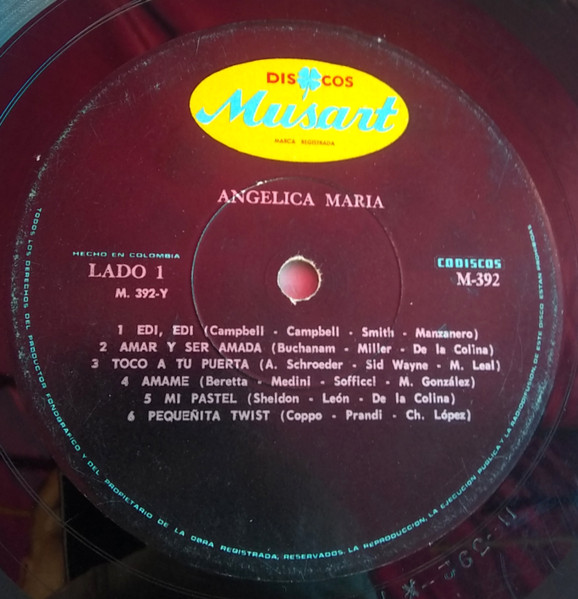 DISCOS
Musart
MARCA REGISTRADA
ANGELICA MARIA
HECHO EN COLOMBIA
LADO 1
M. 392-Y
CODISCOS
M-392
1 EDI, EDI (Campbell - Campbell - Smith - Manzanero)
2 AMAR Y SER AMADA (Buchanam - Miller - De la Colina)
3 TOCO A TU PUERTA (A. Schroeder - Sid Wayne - M. Leal)
4 AMAME (Beretta - Medini - Sofficci - M. González)
5 MI PASTEL (Sheldon - León - De la Colina)
6 PEQUEÑITA TWIST (Coppo - Prandi - Ch. López)
TODOS LOS DERECHOS DEL PRODUCTOR FONOGRAFICO Y DEL PROPIETARIO DE LA OBRA REGISTRADA, RESERVADOS. LA REPRODUCCION, LA EJECUCION PUBLICA Y LA RADIODIFUSION DE ESTE DISCO ESTAN PROHIBIDAS